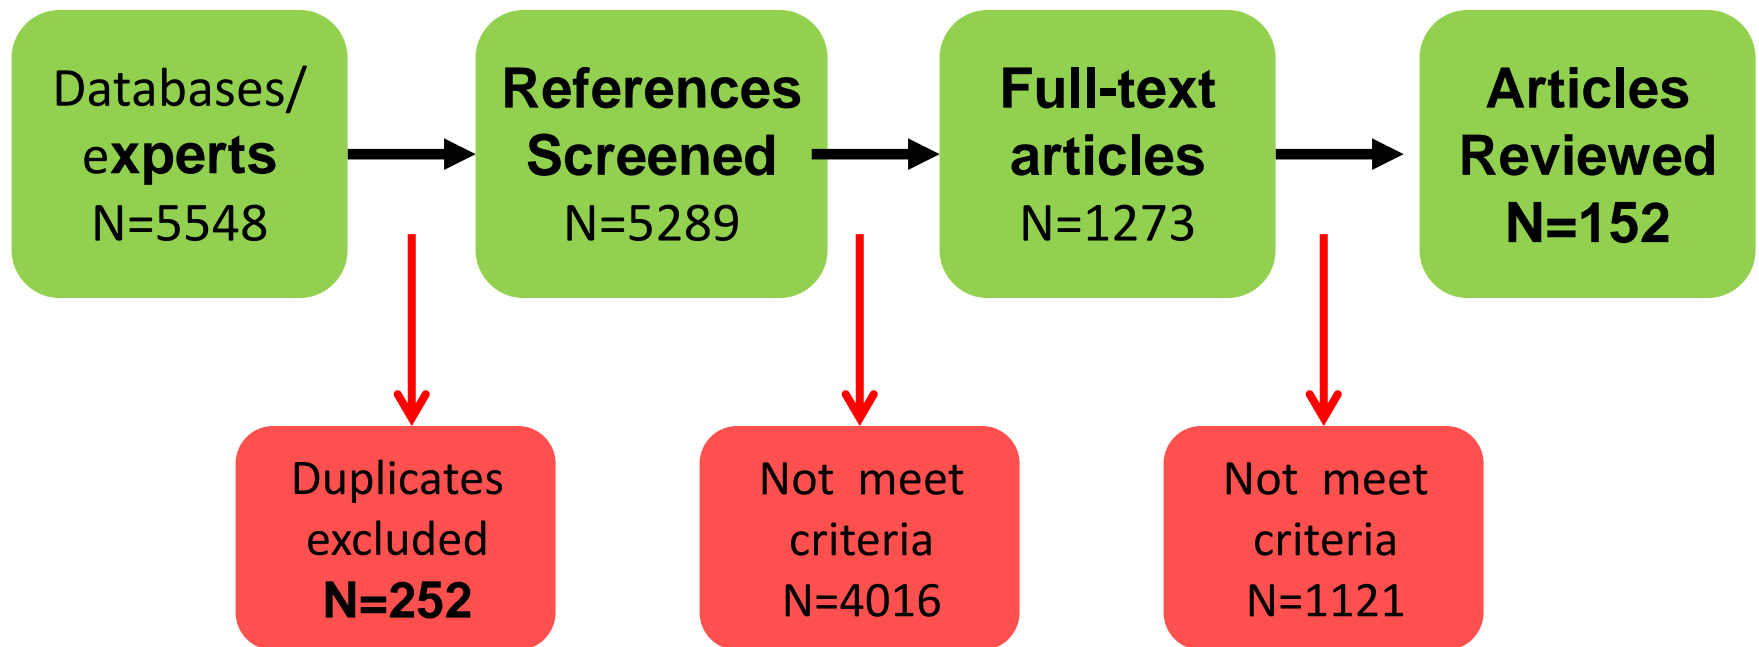 Databases/
experts
N=5548
References
Screened
N=5289
Full-text
articles
N=1273
Articles
Reviewed
N=152
Duplicates
excluded
N=252
Not meet
criteria
N=4016
Not meet
criteria
N=1121